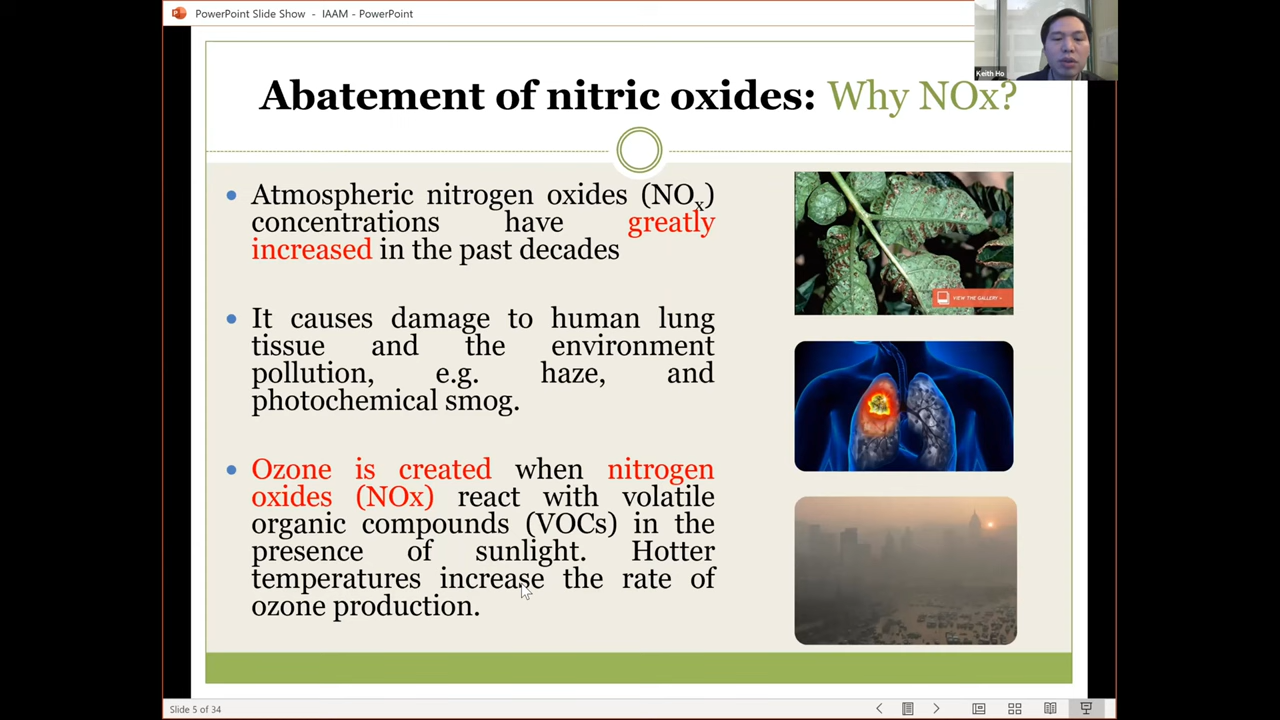 PowerPoint Slide Show - IAAM - PowerPoint
Keith Ho
Abatement of nitric oxides: Why NOx?
Atmospheric nitrogen oxides (NOx)
concentrations have greatly
increased in the past decades
It causes damage to human lung
tissue and the environment
pollution, e.g. haze, and
photochemical smog.
Ozone is created when nitrogen
oxides (NOx) react with volatile
organic compounds (VOCs) in the
presence of sunlight. Hotter
temperatures increase the rate of
ozone production.
VIEW THE GALLERY >
Slide 5 of 34